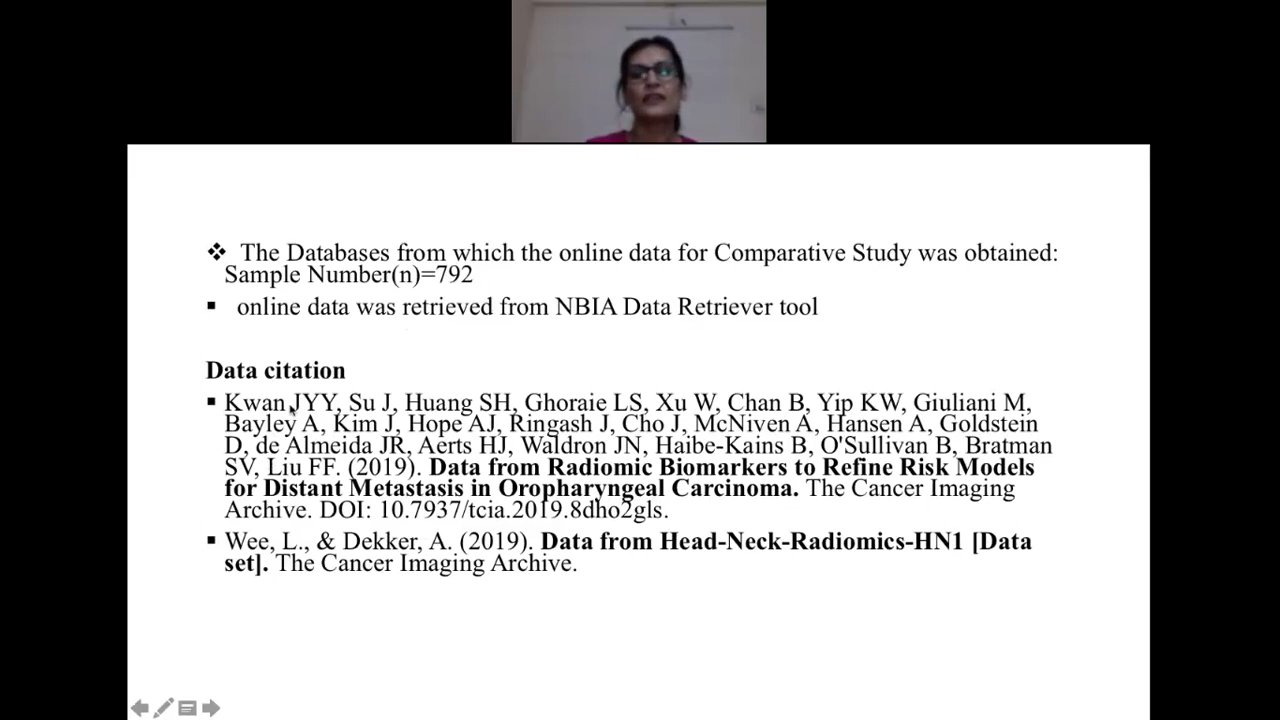 ❖ The Databases from which the online data for Comparative Study was obtained:
Sample Number(n)=792
▪ online data was retrieved from NBIA Data Retriever tool
Data citation
▪ Kwan JYY, Su J, Huang SH, Ghoraie LS, Xu W, Chan B, Yip KW, Giuliani M,
Bayley A, Kim J, Hope AJ, Ringash J, Cho J, McNiven A, Hansen A, Goldstein
D, de Almeida JR, Aerts HJ, Waldron JN, Haibe-Kains B, O'Sullivan B, Bratman
SV, Liu FF. (2019). Data from Radiomic Biomarkers to Refine Risk Models
for Distant Metastasis in Oropharyngeal Carcinoma. The Cancer Imaging
Archive. DOI: 10.7937/tcia.2019.8dho2gls.
▪ Wee, L., & Dekker, A. (2019). Data from Head-Neck-Radiomics-HN1 [Data
set]. The Cancer Imaging Archive.